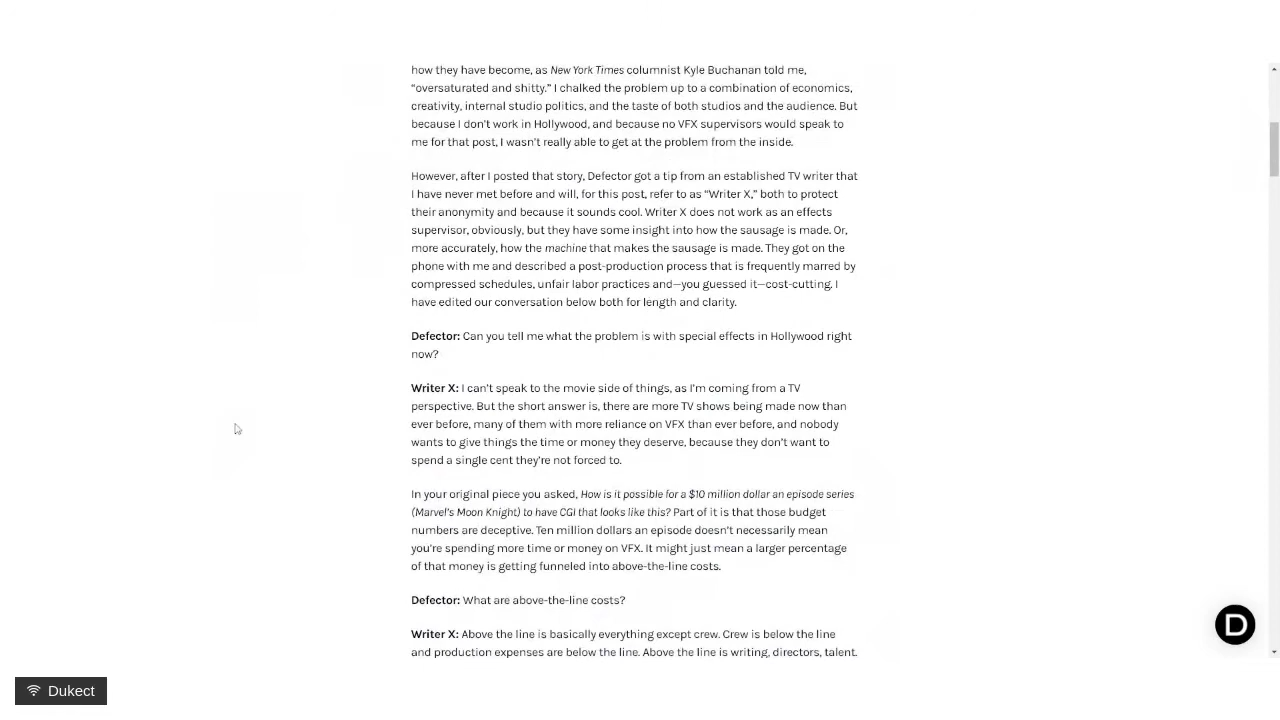 how they have become, as New York Times columnist Kyle Buchanan told me,
“oversaturated and shitty.” I chalked the problem up to a combination of economics,
creativity, internal studio politics, and the taste of both studios and the audience. But
because I don’t work in Hollywood, and because no VFX supervisors would speak to
me for that post, I wasn’t really able to get at the problem from the inside.
However, after I posted that story, Defector got a tip from an established TV writer that
I have never met before and will, for this post, refer to as “Writer X,” both to protect
their anonymity and because it sounds cool. Writer X does not work as an effects
supervisor, obviously, but they have some insight into how the sausage is made. Or,
more accurately, how the machine that makes the sausage is made. They got on the
phone with me and described a post-production process that is frequently marred by
compressed schedules, unfair labor practices and—you guessed it—cost-cutting. I
have edited our conversation below both for length and clarity.
Defector: Can you tell me what the problem is with special effects in Hollywood right
now?
Writer X: I can’t speak to the movie side of things, as I’m coming from a TV
perspective. But the short answer is, there are more TV shows being made now than
ever before, many of them with more reliance on VFX than ever before, and nobody
wants to give things the time or money they deserve, because they don’t want to
spend a single cent they’re not forced to.
In your original piece you asked, How is it possible for a $10 million dollar an episode series
(Marvel’s Moon Knight) to have CGI that looks like this? Part of it is that those budget
numbers are deceptive. Ten million dollars an episode doesn’t necessarily mean
you’re spending more time or money on VFX. It might just mean a larger percentage
of that money is getting funneled into above-the-line costs.
Defector: What are above-the-line costs?
Writer X: Above the line is basically everything except crew. Crew is below the line
and production expenses are below the line. Above the line is writing, directors, talent.
D
Dukect